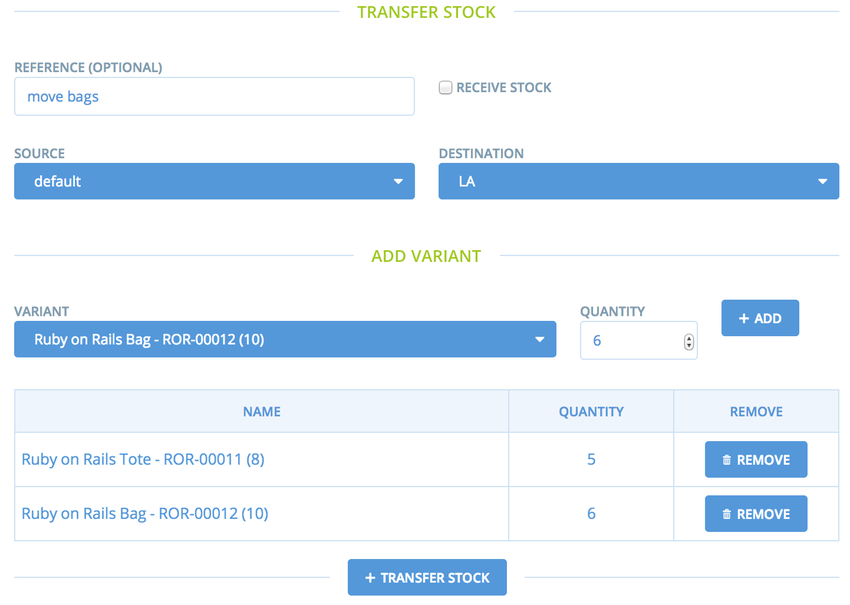 TRANSFER STOCK
REFERENCE (OPTIONAL)
move bags
RECEIVE STOCK
SOURCE
DESTINATION
default
LA
ADD VARIANT
VARIANT
QUANTITY
Ruby on Rails Bag - ROR-00012 (10)
6
+ ADD
NAME
QUANTITY
REMOVE
Ruby on Rails Tote - ROR-00011 (8)
5
REMOVE
Ruby on Rails Bag - ROR-00012 (10)
6
REMOVE
+ TRANSFER STOCK